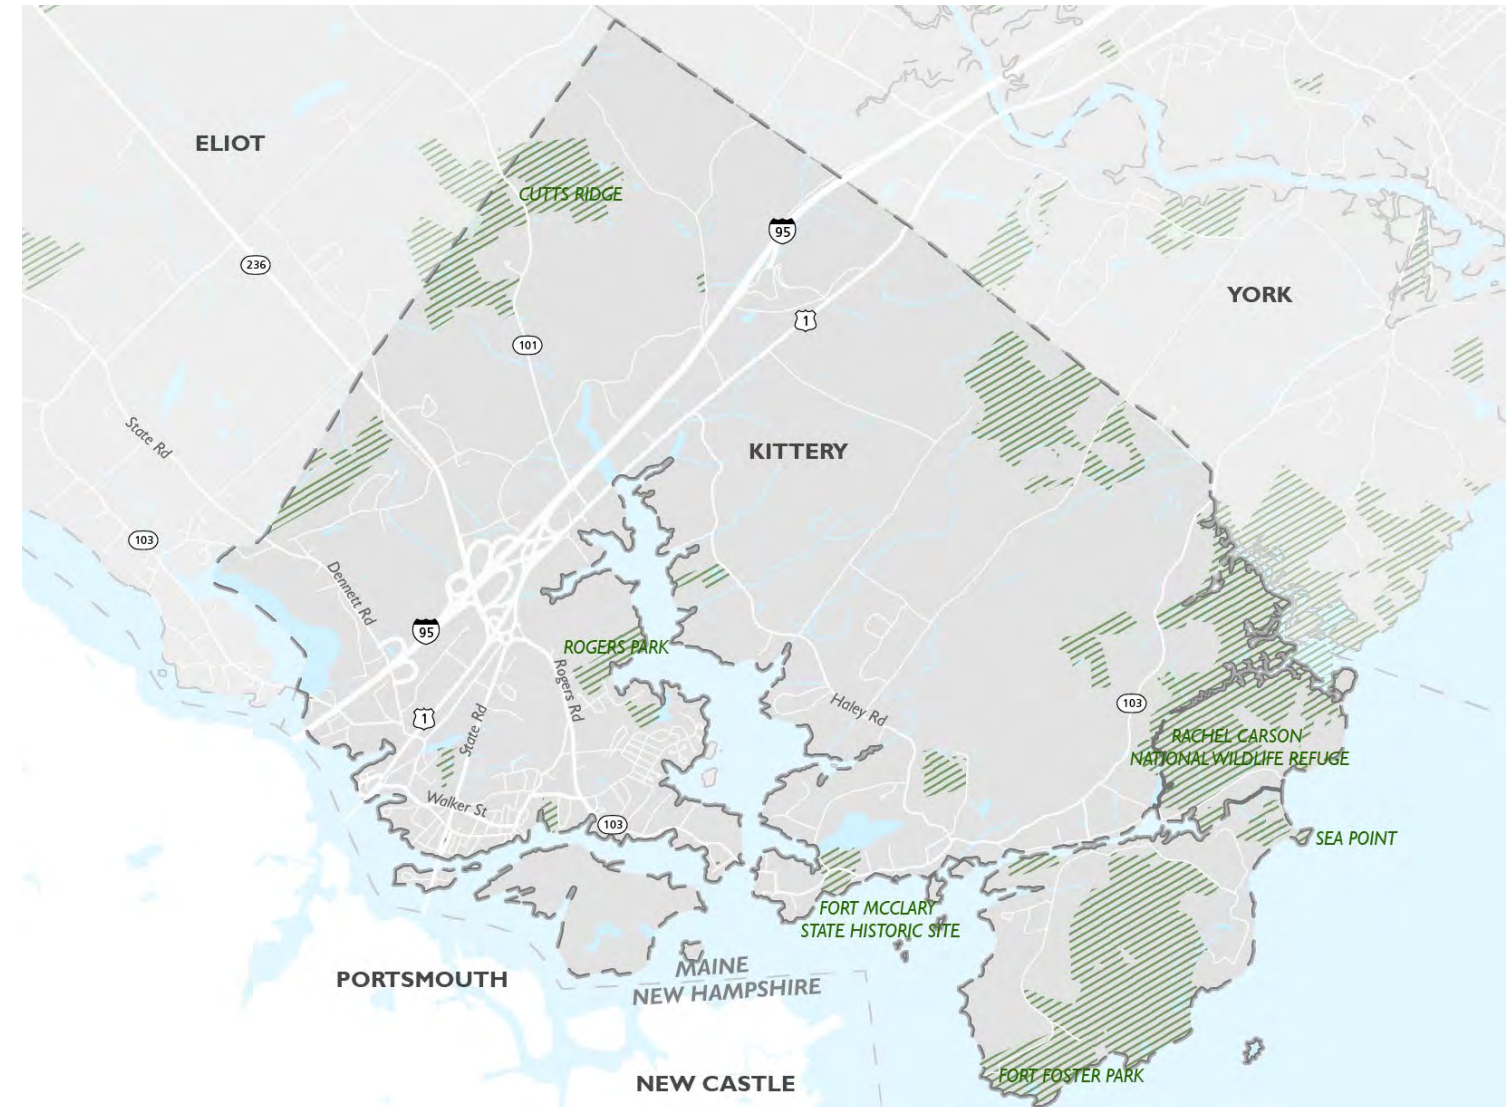 ELIOT
CUTTS RIDGE
95
236
YORK
1
101
State Rd
KITTERY
103
Dennett Rd
95
ROGERS PARK
Rogers Rd
Haley Rd
103
1
State Rd
RACHEL CARSON
NATIONAL WILDLIFE REFUGE
Walker St
103
SEA POINT
FORT MCCLARY
STATE HISTORIC SITE
MAINE
NEW HAMPSHIRE
PORTSMOUTH
FORT FOSTER PARK
NEW CASTLE